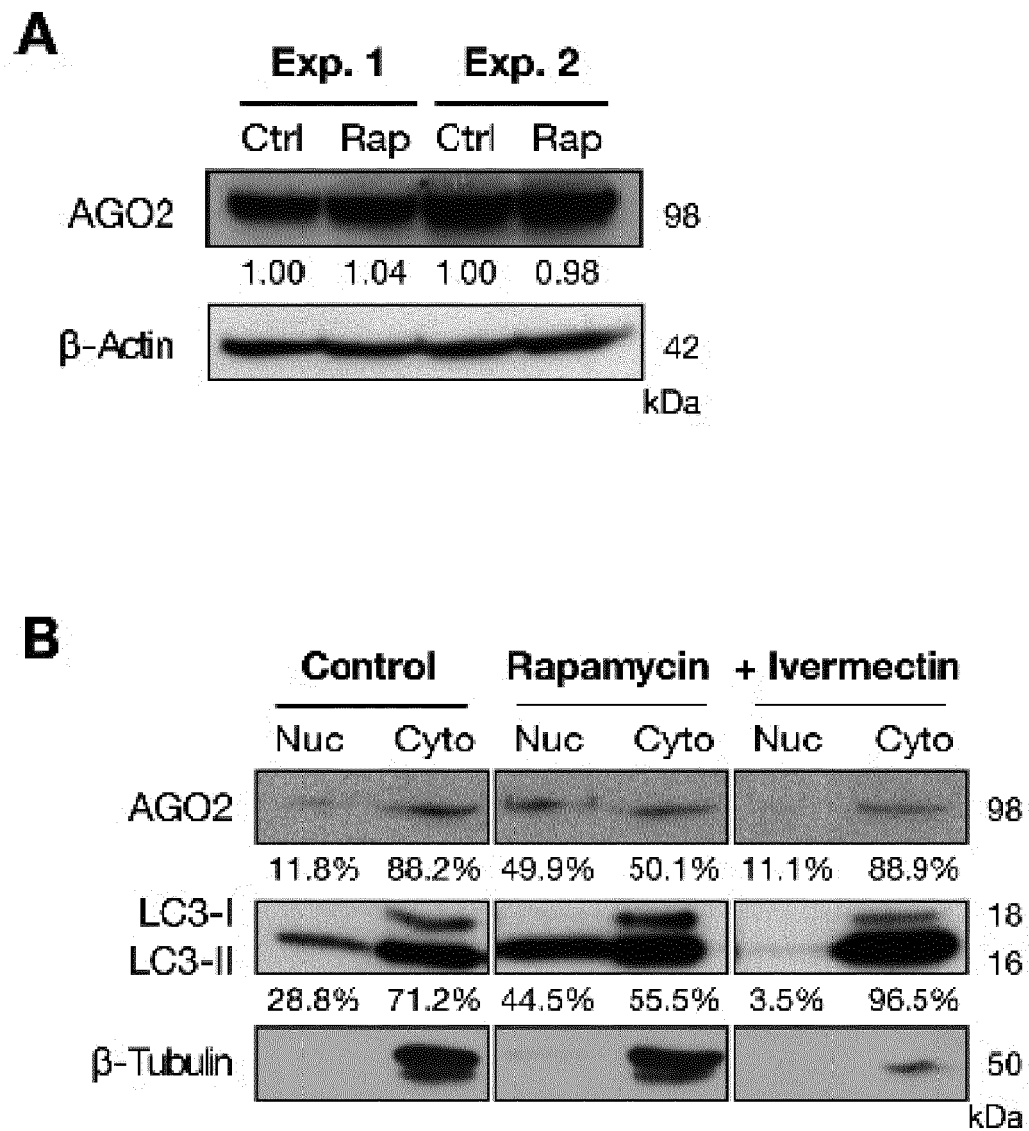 A
Exp. 1 Exp. 2
Ctrl Rap Ctrl Rap
AGO2 98
1.00 1.04 1.00 0.98
β-Actin 42
kDa
B
Control Rapamycin + Ivermectin
Nuc Cyto Nuc Cyto Nuc Cyto
AGO2 98
11.8% 88.2% 49.9% 50.1% 11.1% 88.9%
LC3-I 18
LC3-II 16
28.8% 71.2% 44.5% 55.5% 3.5% 96.5%
β-Tubulin 50
kDa